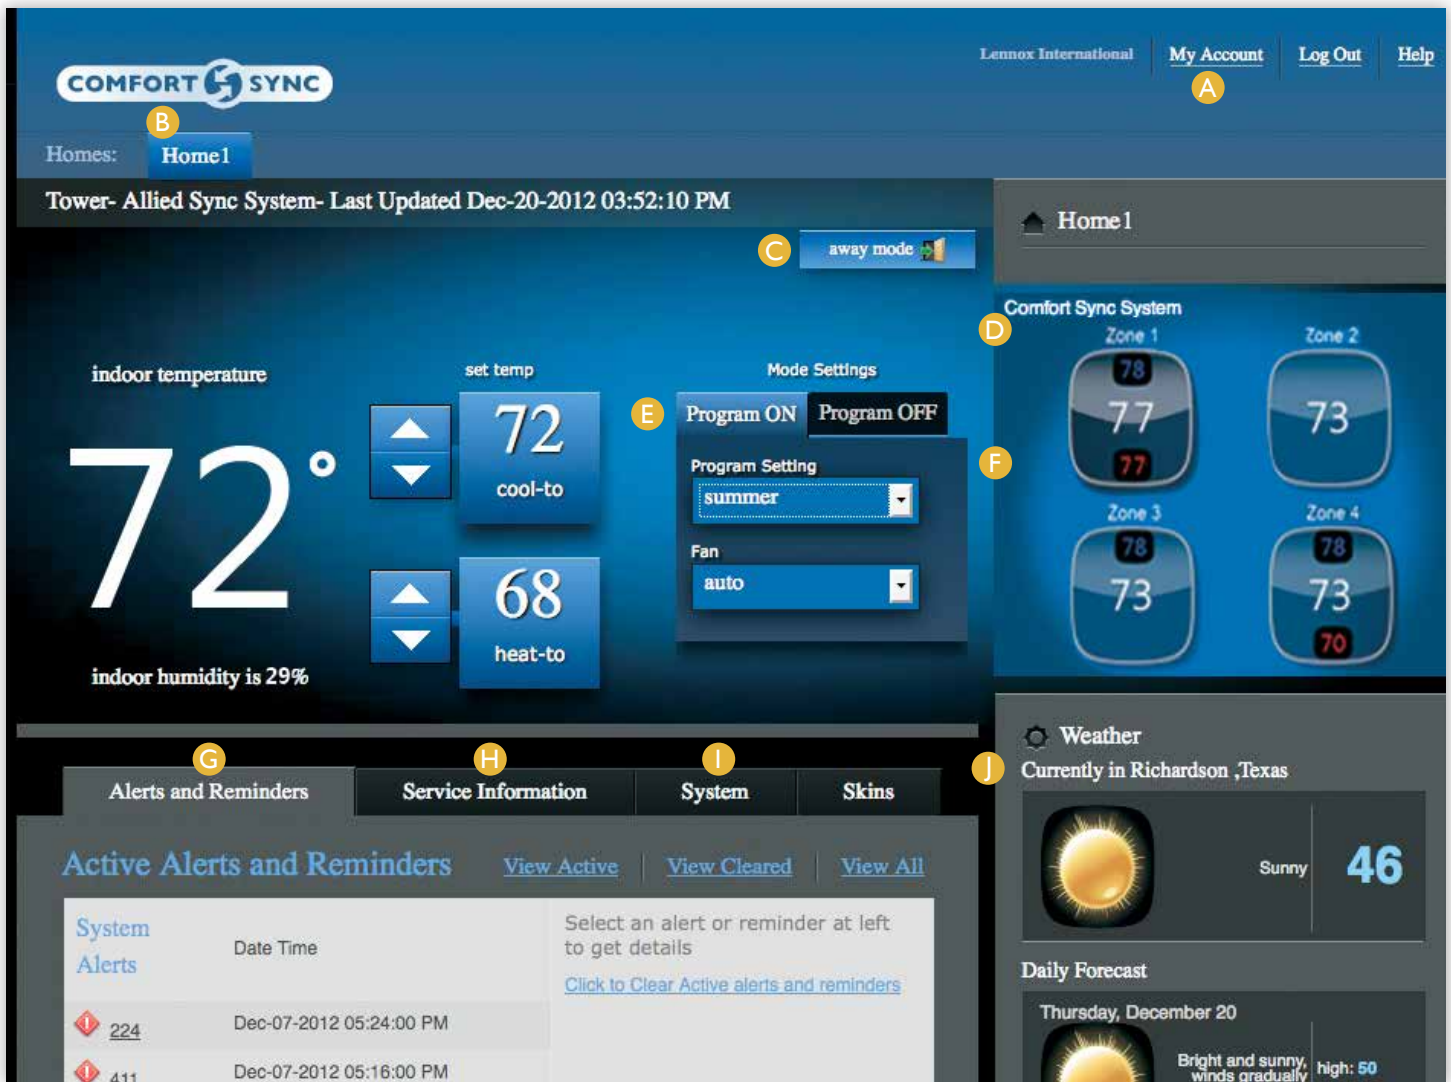 Lennox International
My Account
Log Out
Help
A
COMFORT SYNC
B
Homes:
Home1
Tower- Allied Sync System- Last Updated Dec-20-2012 03:52:10 PM
Home1
C
away mode
Comfort Sync System
D
Zone 1
Zone 2
78
77
77
73
indoor temperature
set temp
Mode Settings
72
cool-to
E
Program ON
Program OFF
F
Program Setting
summer
72°
Zone 3
Zone 4
78
73
78
73
70
Fan
auto
68
heat-to
indoor humidity is 29%
G
H
I
J
Weather
Currently in Richardson ,Texas
Alerts and Reminders
Service Information
System
Skins
Active Alerts and Reminders
View Active
View Cleared
View All
Sunny
46
System
Alerts
Date Time
Select an alert or reminder at left
to get details
Click to Clear Active alerts and reminders
Daily Forecast
224
Dec-07-2012 05:24:00 PM
Thursday, December 20
411
Dec-07-2012 05:16:00 PM
Bright and sunny,
winds gradually
high: 50